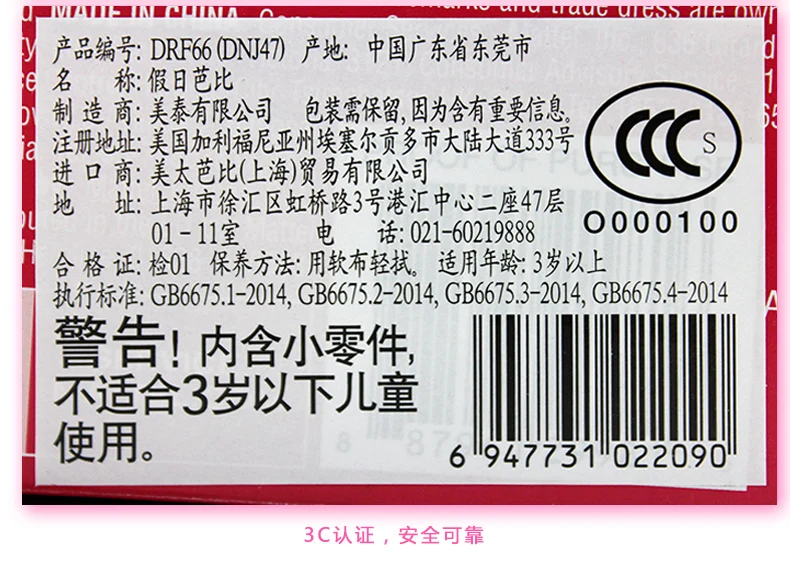 MADE IN CHINA.
and trade dress are own
产品编号: DRF66 (DNJ47) 产地: 中国广东省东莞市
名 称: 假日芭比
制 造 商: 美泰有限公司 包装需保留,因为含有重要信息。
注册地址: 美国加利福尼亚州埃塞尔贡多市大陆大道333号
进 口 商: 美太芭比(上海)贸易有限公司
地 址: 上海市徐汇区虹桥路3号港汇中心二座47层
01-11室 电 话: 021-60219888
合 格 证: 检01 保养方法: 用软布轻拭。 适用年龄: 3岁以上
执行标准: GB6675.1-2014, GB6675.2-2014, GB6675.3-2014, GB6675.4-2014
CCC S
O000100
警告! 内含小零件,
不适合3岁以下儿童
使用。
6 947731 022090
3C认证，安全可靠